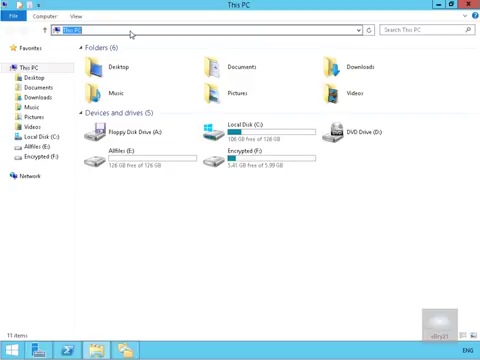 This PC
File Computer View
This PC
Search This PC
Favorites
This PC
Desktop
Documents
Downloads
Music
Pictures
Videos
Local Disk (C:)
Allfiles (E:)
Encrypted (F:)
Network
Folders (6)
Desktop
Documents
Downloads
Music
Pictures
Videos
Devices and drives (5)
Floppy Disk Drive (A:)
Local Disk (C:)
106 GB free of 126 GB
DVD Drive (D:)
Allfiles (E:)
126 GB free of 126 GB
Encrypted (F:)
5.41 GB free of 5.99 GB
11 items
ENG